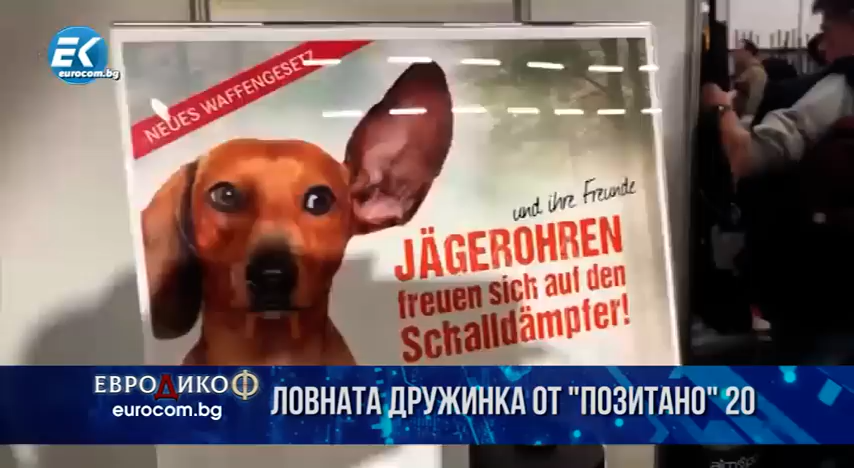 EK
eurocom.bg
NEUES WAFFENGESETZ
und ihre Freunde
JÄGEROHREN
freuen sich auf den
Schalldämpfer!
ЕВРОДИКОФ
eurocom.bg
ЛОВНАТА ДРУЖИНКА ОТ "ПОЗИТАНО" 20